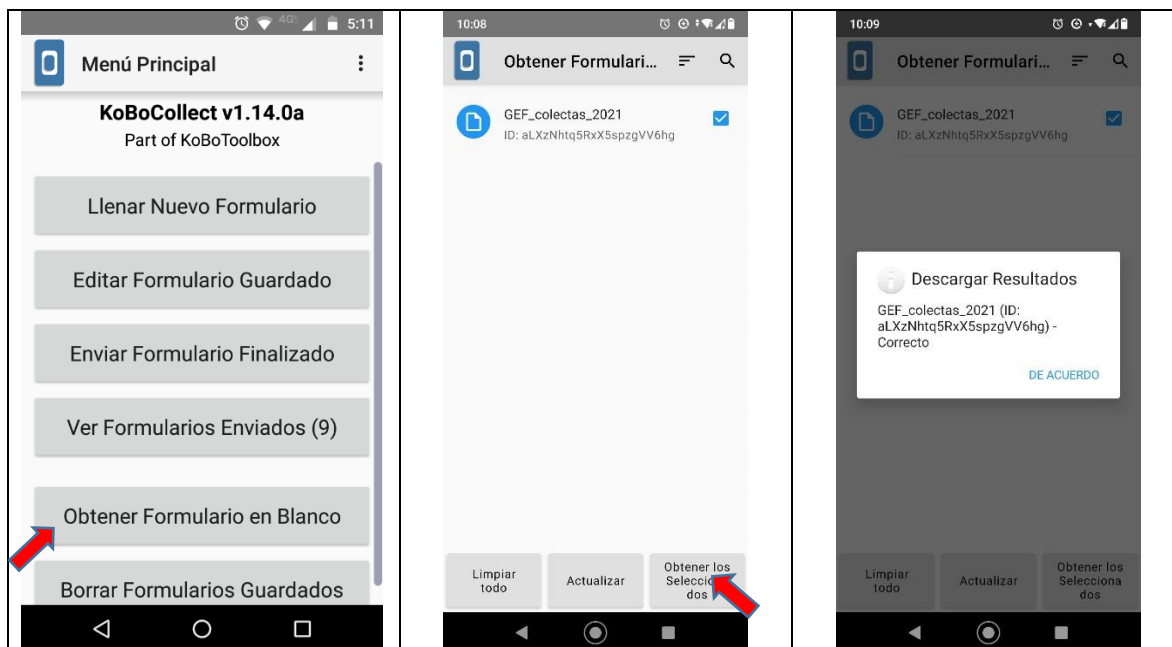 4G 5:11
Menú Principal
KoBoCollect v1.14.0a
Part of KoBoToolbox
Llenar Nuevo Formulario
Editar Formulario Guardado
Enviar Formulario Finalizado
Ver Formularios Enviados (9)
Obtener Formulario en Blanco
Borrar Formularios Guardados
10:08
Obtener Formulari...
GEF_colectas_2021
ID: aLXzNhtq5RxX5spzgVV6hg
Limpiar
todo
Actualizar
Obtener los
Seleccio
dos
10:09
Obtener Formulari...
GEF_colectas_2021
ID: aLXzNhtq5RxX5spzgVV6hg
Descargar Resultados
GEF_colectas_2021 (ID:
aLXzNhtq5RxX5spzgVV6hg) -
Correcto
DE ACUERDO
Limpiar
todo
Actualizar
Obtener los
Selecciona
dos